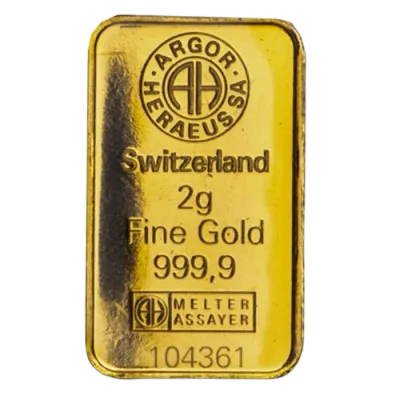 ARGOR
HERAEUS SA
AH
Switzerland
2g
Fine Gold
999,9
AH MELTER
ASSAYER
104361